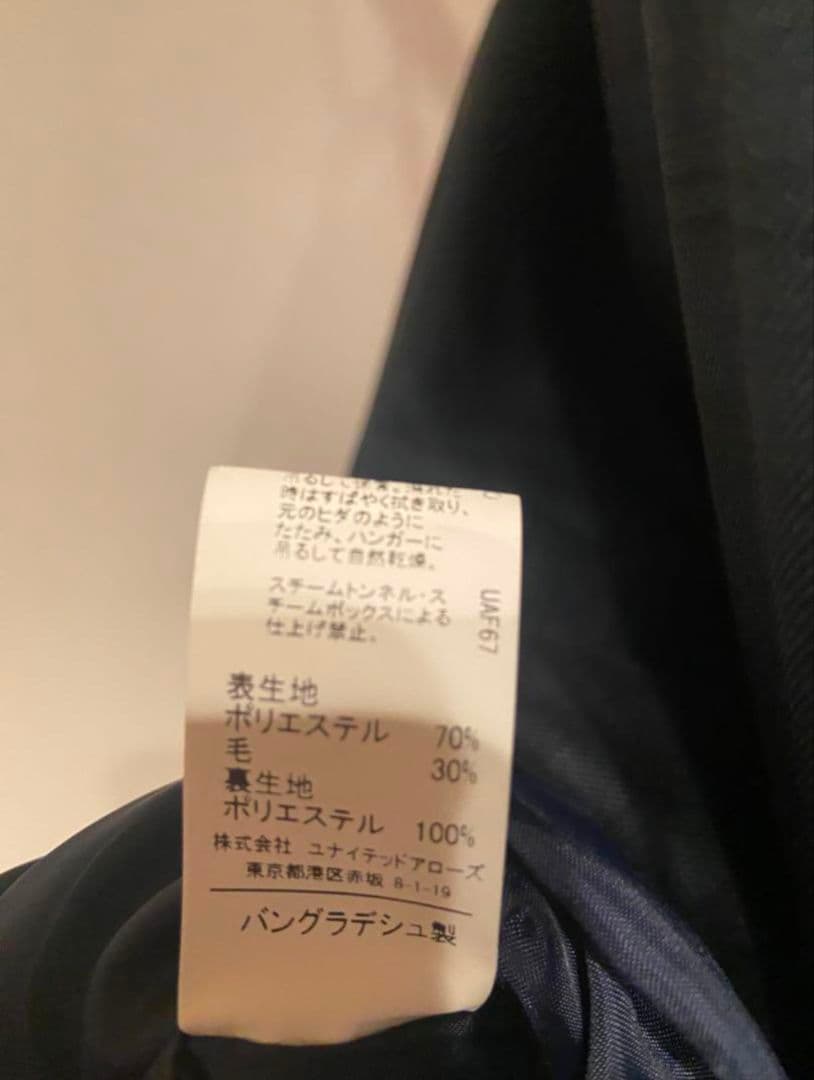 吊るして
時はすばやく拭き取り、
元のヒダのように
たたみ、ハンガーに
吊るして自然乾燥。
スチームトンネル・ス
チームボックスによる
仕上げ禁止。
UAF67
表生地
ポリエステル 70%
毛 30%
裏生地
ポリエステル 100%
株式会社 ユナイテッドアローズ
東京都港区赤坂 8-1-19
バングラデシュ製